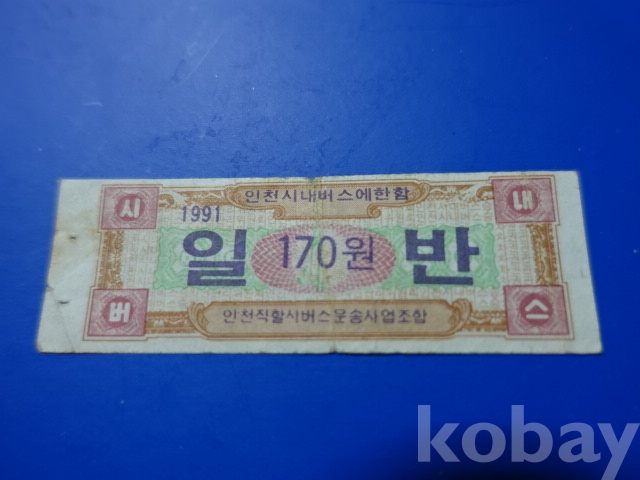 인천시내버스에한함
시 내
1991
일 170원 반
버 스
인천직할시버스운송사업조합
kobay